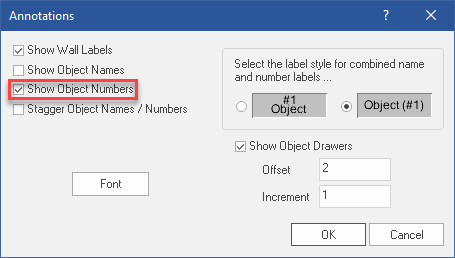 Annotations
?
Show Wall Labels
Show Object Names
Show Object Numbers
Stagger Object Names / Numbers
Font
Select the label style for combined name
and number labels ...
#1
Object
Object (#1)
Show Object Drawers
Offset
2
Increment
1
OK
Cancel